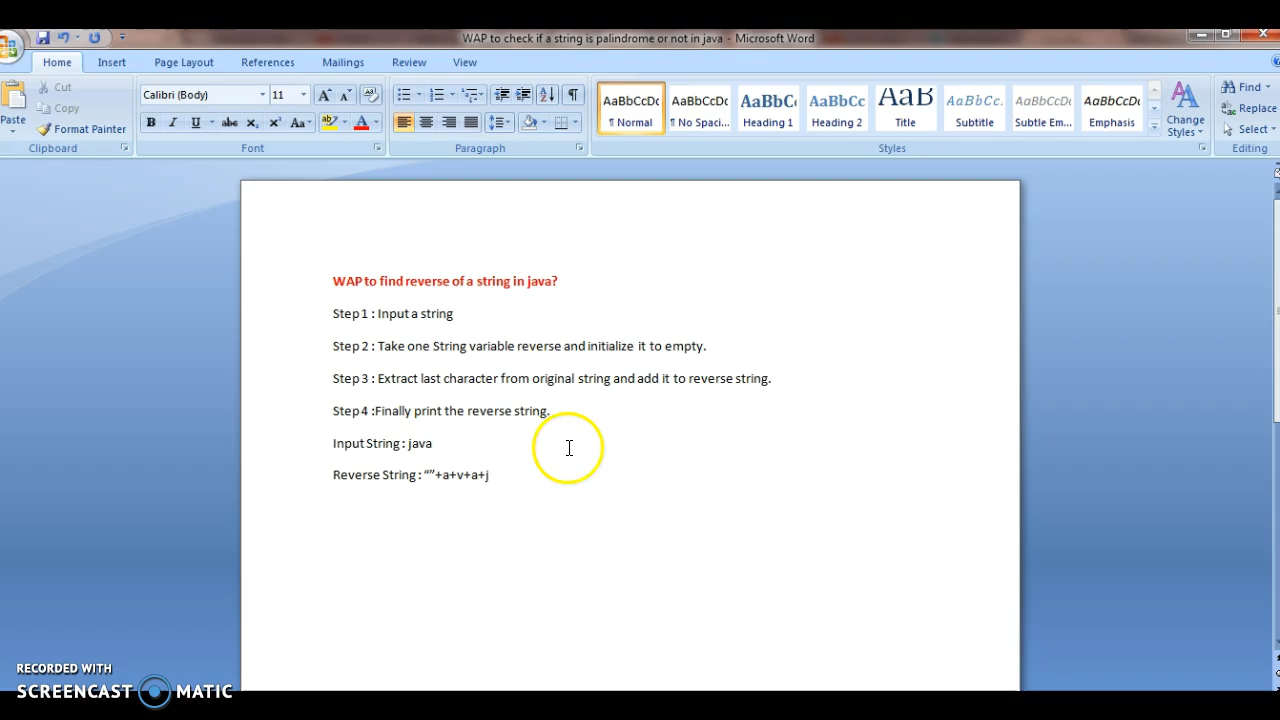 WAP to check if a string is palindrome or not in java - Microsoft Word
Home Insert Page Layout References Mailings Review View
Paste Cut Copy Format Painter
Clipboard
Calibri (Body) 11
Font
Paragraph
AaBbCcDc ¶ Normal
AaBbCcDc ¶ No Spaci...
AaBbCc Heading 1
AaBbCc Heading 2
AaB Title
AaBbCc. Subtitle
AaBbCcDc Subtle Em...
AaBbCcDc Emphasis
Change Styles
Styles
Find
Replace
Select
Editing
WAP to find reverse of a string in java?
Step 1 : Input a string
Step 2 : Take one String variable reverse and initialize it to empty.
Step 3 : Extract last character from original string and add it to reverse string.
Step 4 :Finally print the reverse string.
Input String : java
Reverse String : “”+a+v+a+j
RECORDED WITH
SCREENCAST MATIC